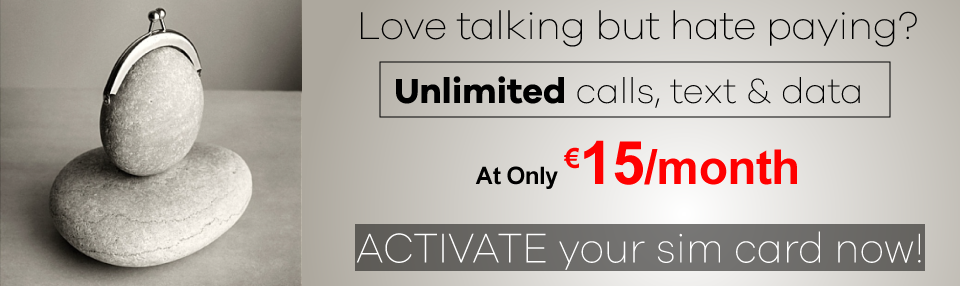 Love talking but hate paying?
Unlimited calls, text & data
At Only €15/month
ACTIVATE your sim card now!